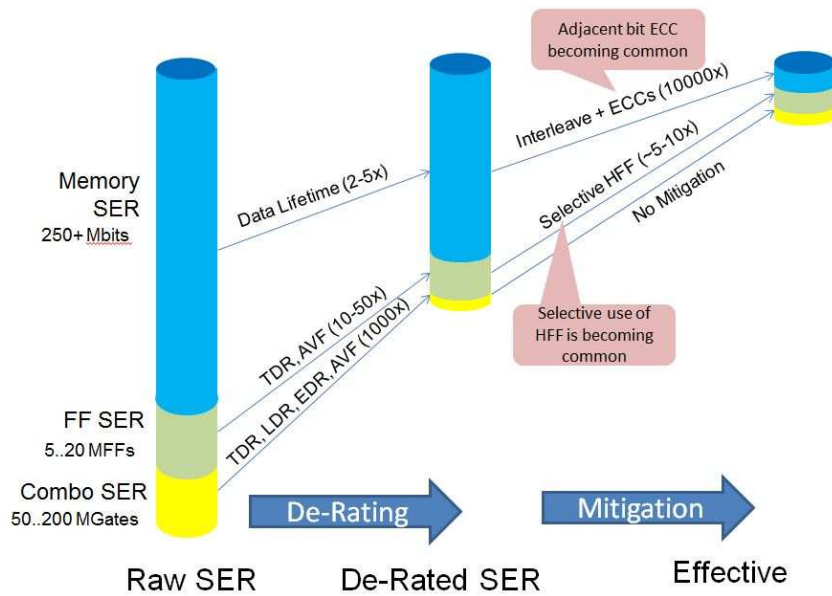 Adjacent bit ECC
becoming common
Interleave + ECCs (10000x)
Memory
SER
250+ Mbits
Data Lifetime (2-5x)
Selective HFF (~5-10x)
No Mitigation
Selective use of
HFF is becoming
common
TDR, AVF (10-50x)
TDR, LDR, EDR, AVF (1000x)
FF SER
5..20 MFFs
Combo SER
50..200 MGates
De-Rating
Mitigation
Raw SER
De-Rated SER
Effective